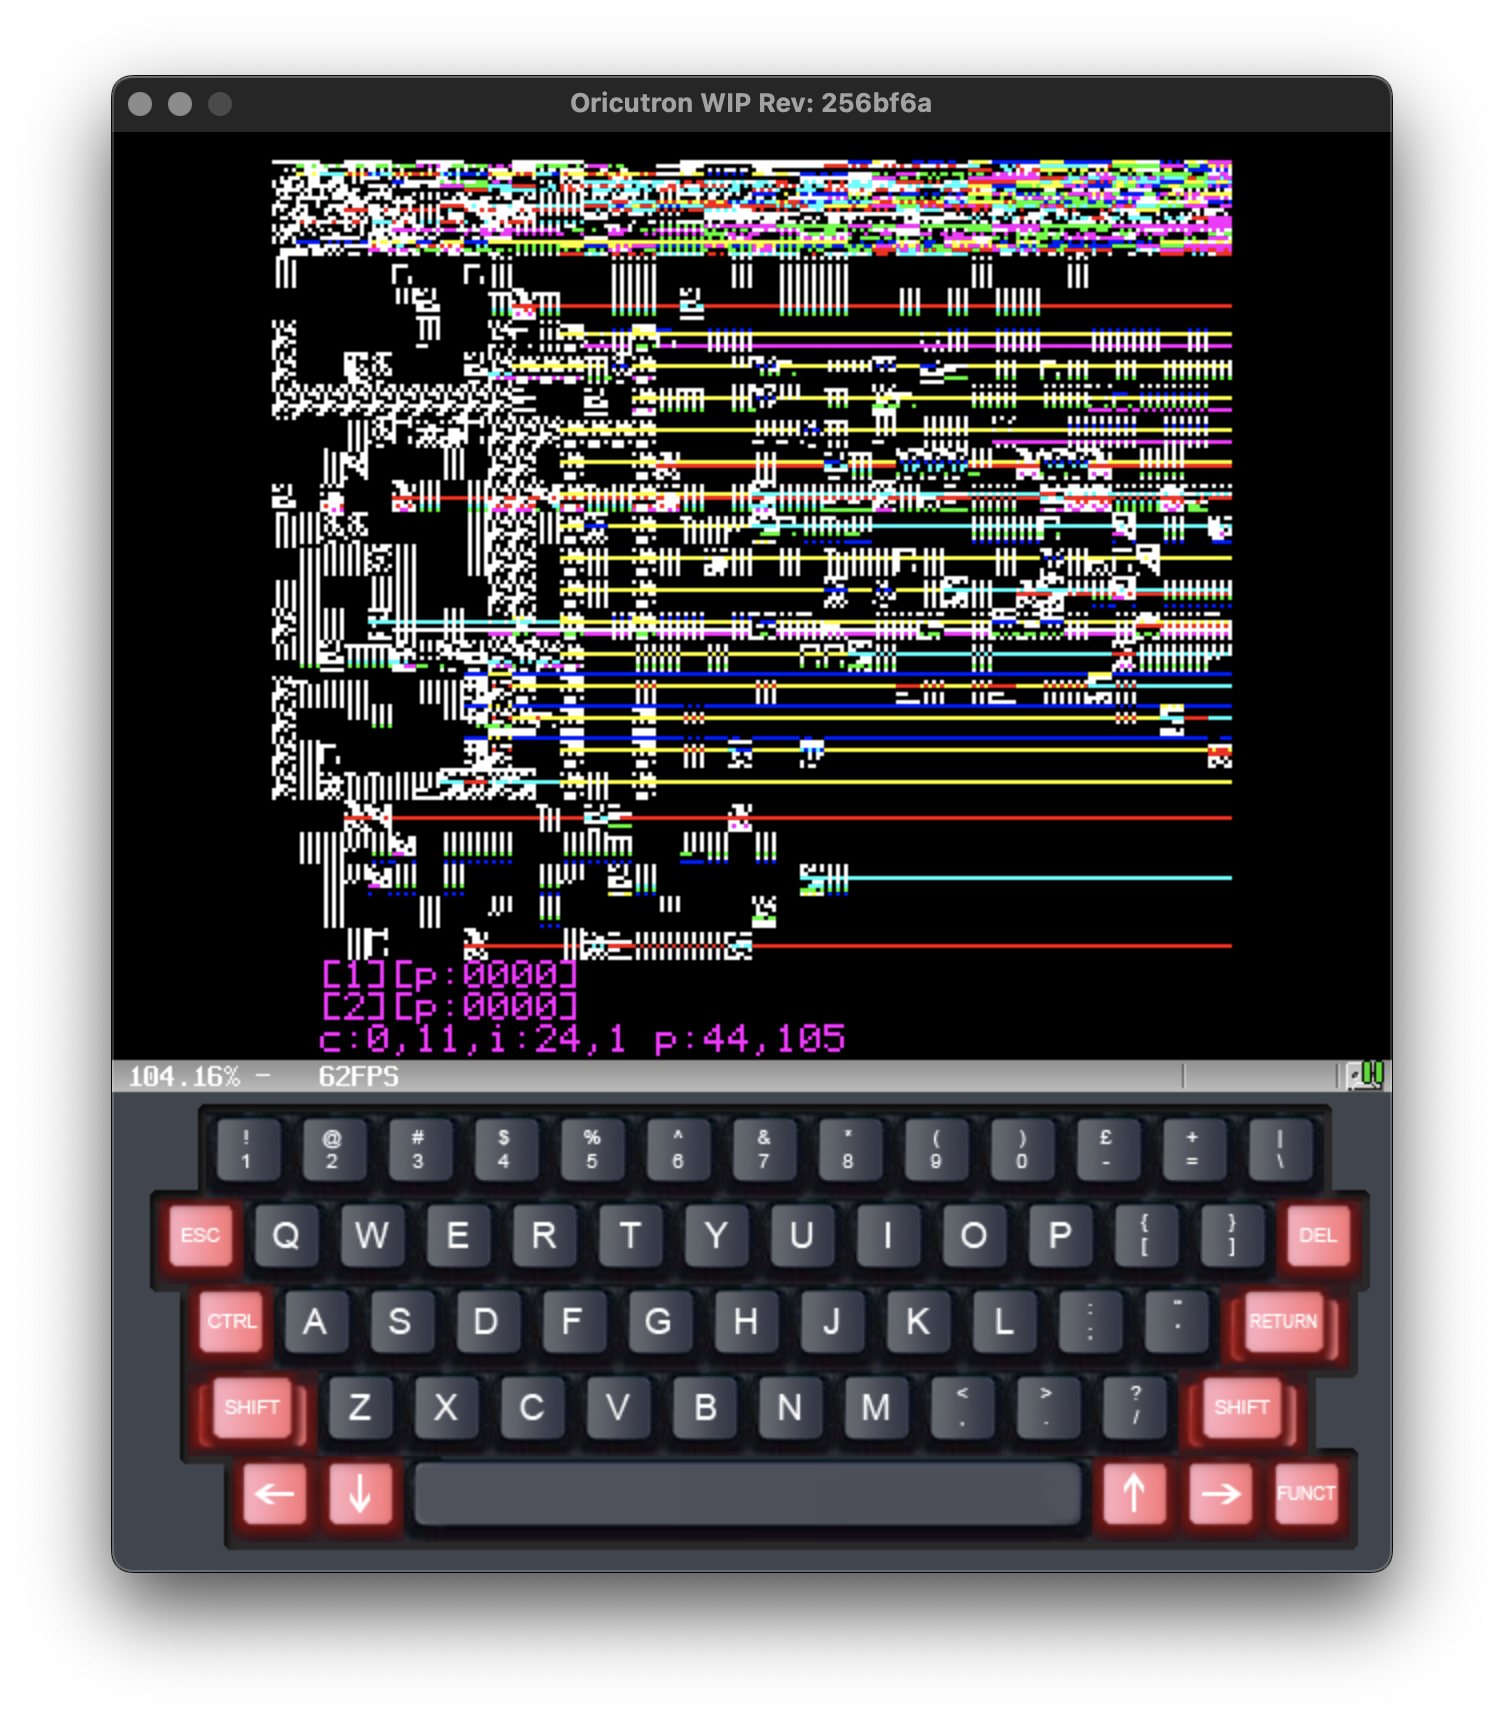 Oricutron WIP Rev: 256bf6a
[1][p:0000]
[2][p:0000]
c:0,11,i:24,1 p:44,105
104.16% - 62FPS
! @ # $ % ^ & * ( ) £ + |
1 2 3 4 5 6 7 8 9 0 - = \
ESC Q W E R T Y U I O P { [ } ] DEL
CTRL A S D F G H J K L : ; " ' RETURN
SHIFT Z X C V B N M < , > . ? / SHIFT
← ↓ ↑ → FUNCT